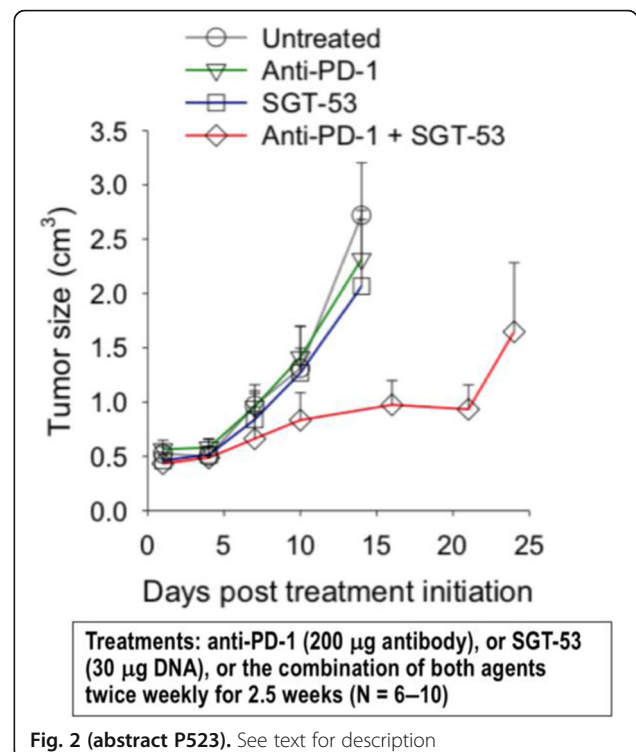 Untreated
Anti-PD-1
SGT-53
Anti-PD-1 + SGT-53
3.5
3.0
2.5
2.0
1.5
1.0
0.5
0.0
Tumor size (cm³)
0 5 10 15 20 25
Days post treatment initiation
Treatments: anti-PD-1 (200 μg antibody), or SGT-53
(30 μg DNA), or the combination of both agents
twice weekly for 2.5 weeks (N = 6–10)
Fig. 2 (abstract P523). See text for description